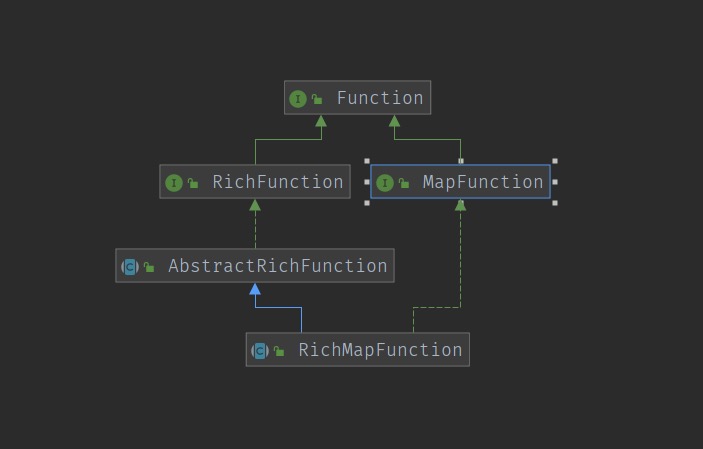 I Function
I RichFunction
I MapFunction
C AbstractRichFunction
C RichMapFunction